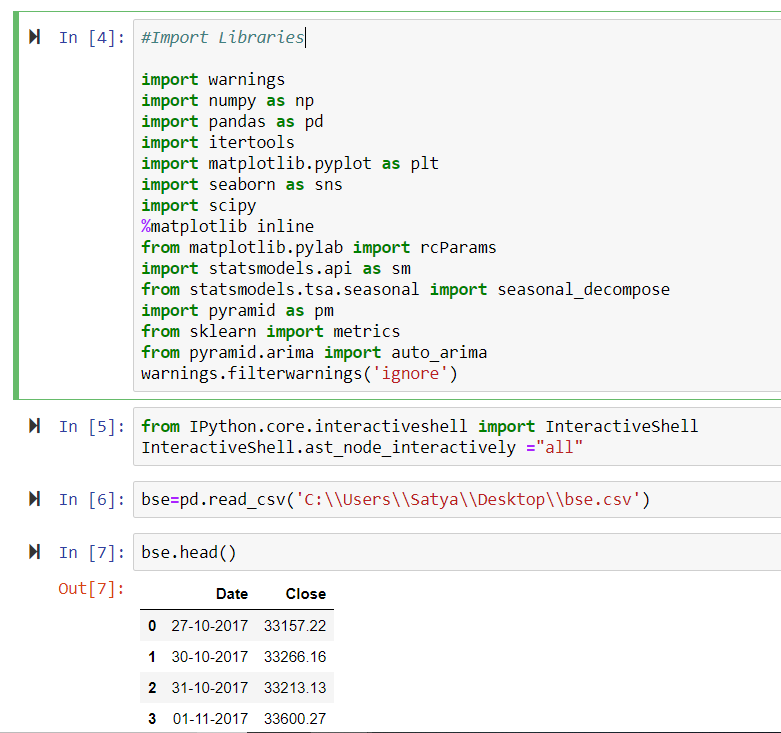 In [4]: #Import Libraries
import warnings
import numpy as np
import pandas as pd
import itertools
import matplotlib.pyplot as plt
import seaborn as sns
import scipy
%matplotlib inline
from matplotlib.pylab import rcParams
import statsmodels.api as sm
from statsmodels.tsa.seasonal import seasonal_decompose
import pyramid as pm
from sklearn import metrics
from pyramid.arima import auto_arima
warnings.filterwarnings('ignore')
In [5]: from IPython.core.interactiveshell import InteractiveShell
InteractiveShell.ast_node_interactively ="all"
In [6]: bse=pd.read_csv('C:\\Users\\Satya\\Desktop\\bse.csv')
In [7]: bse.head()
Out[7]:
Date Close
0 27-10-2017 33157.22
1 30-10-2017 33266.16
2 31-10-2017 33213.13
3 01-11-2017 33600.27